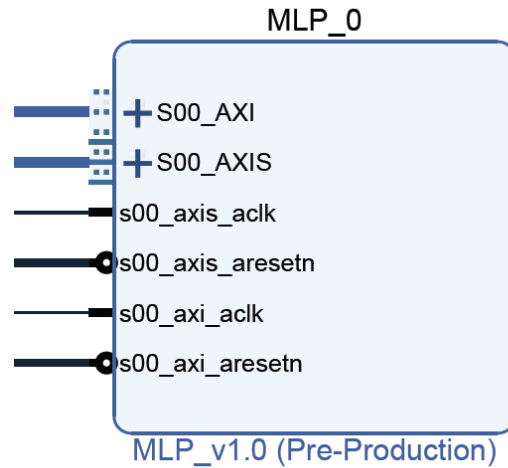 MLP_0
S00_AXI
S00_AXIS
s00_axis_aclk
s00_axis_aresetn
s00_axi_aclk
s00_axi_aresetn
MLP_v1.0 (Pre-Production)